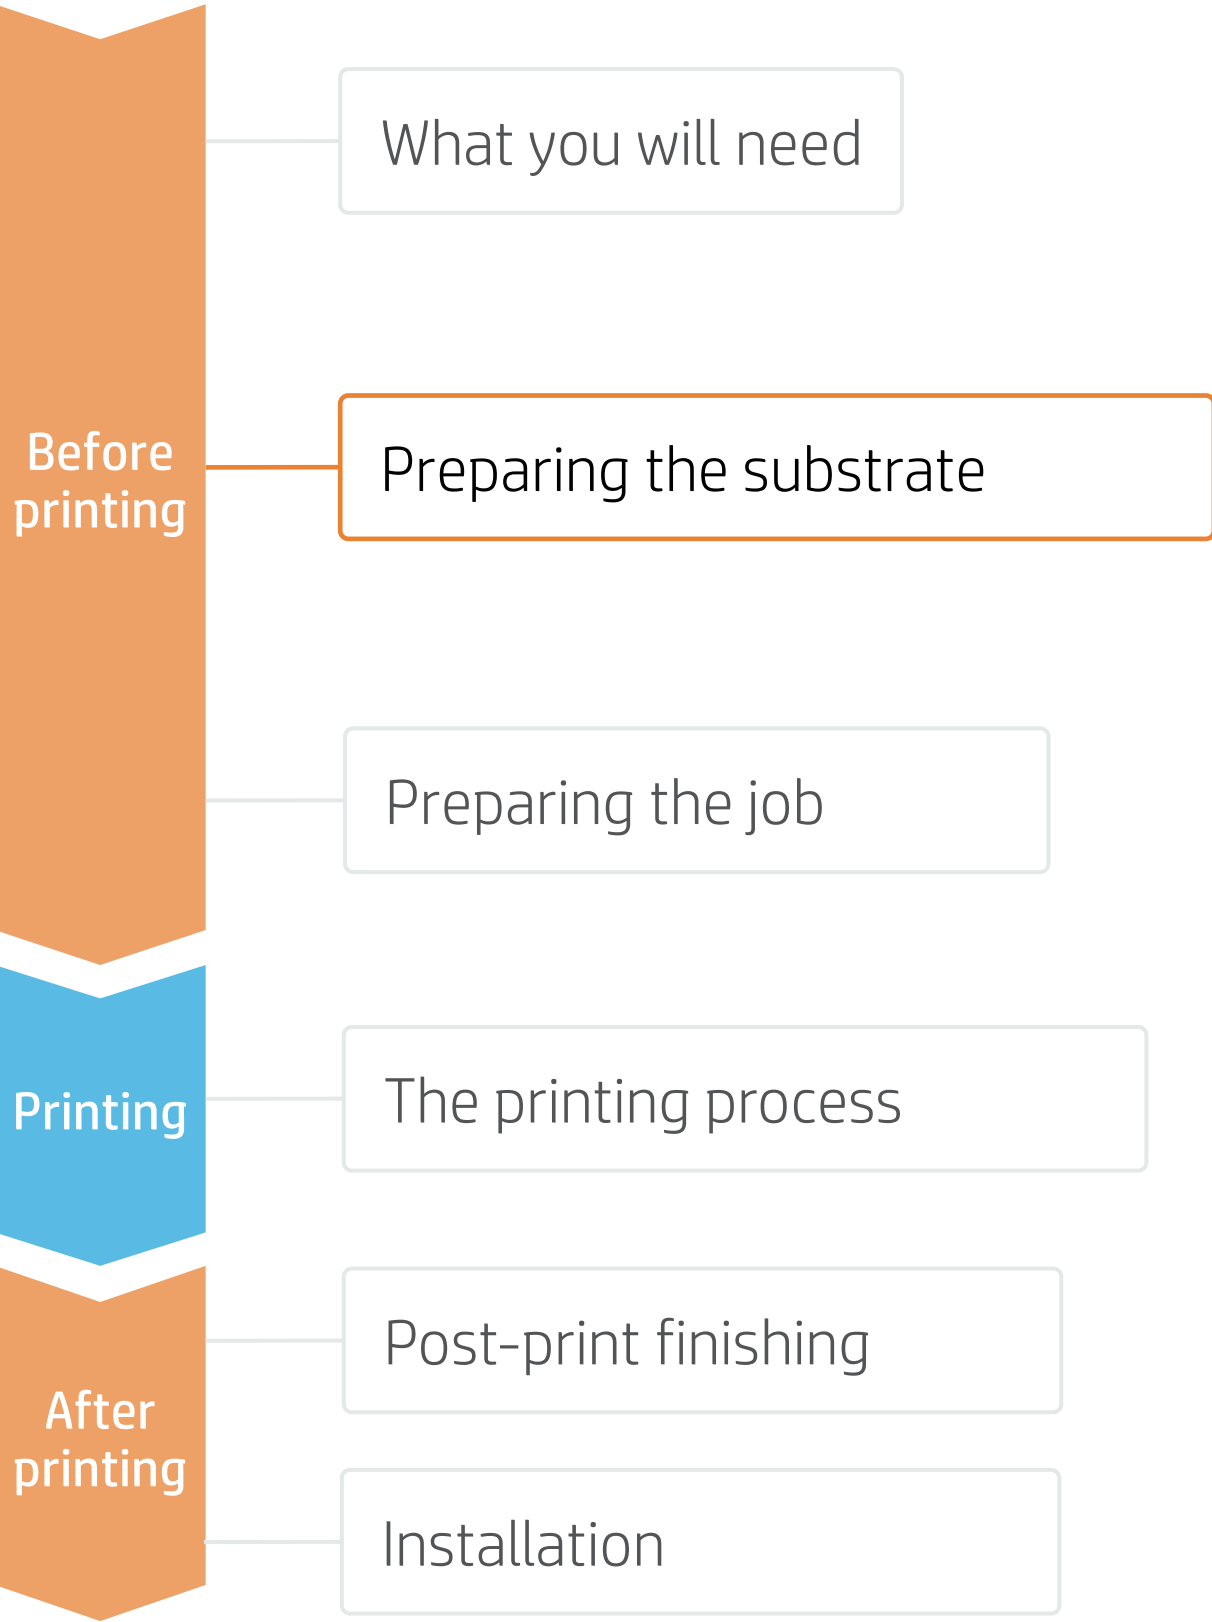 What you will need
Before
printing
Preparing the substrate
Preparing the job
Printing
The printing process
Post-print finishing
After
printing
Installation